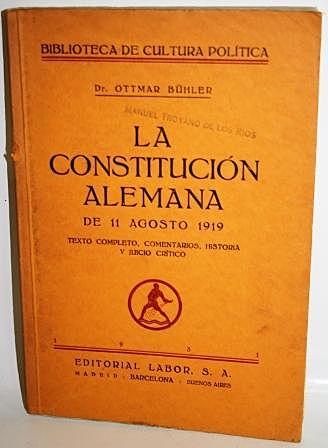 BIBLIOTECA DE CULTURA POLÍTICA
Dr. OTTMAR BÜHLER
MANUEL TROYANO DE LOS RIOS
LA
CONSTITUCIÓN
ALEMANA
DE 11 AGOSTO 1919
TEXTO COMPLETO, COMENTARIOS, HISTORIA
Y JUICIO CRÍTICO
1 9 3 1
EDITORIAL LABOR, S. A.
MADRID - BARCELONA - BUENOS AIRES